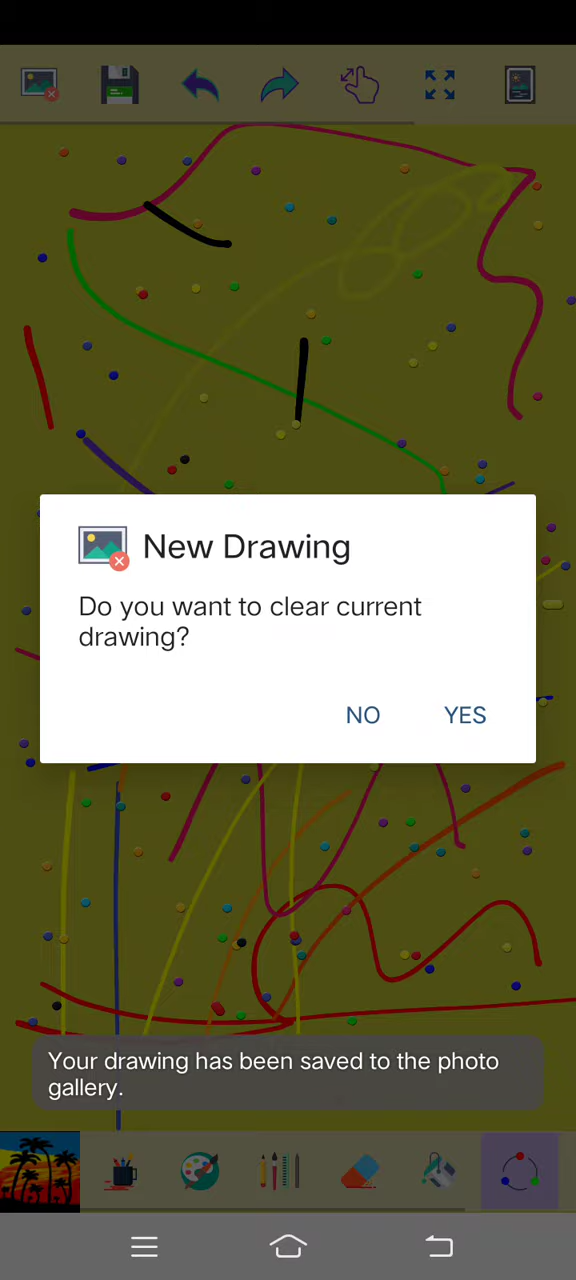 New Drawing
Do you want to clear current
drawing?
NO YES
Your drawing has been saved to the photo
gallery.